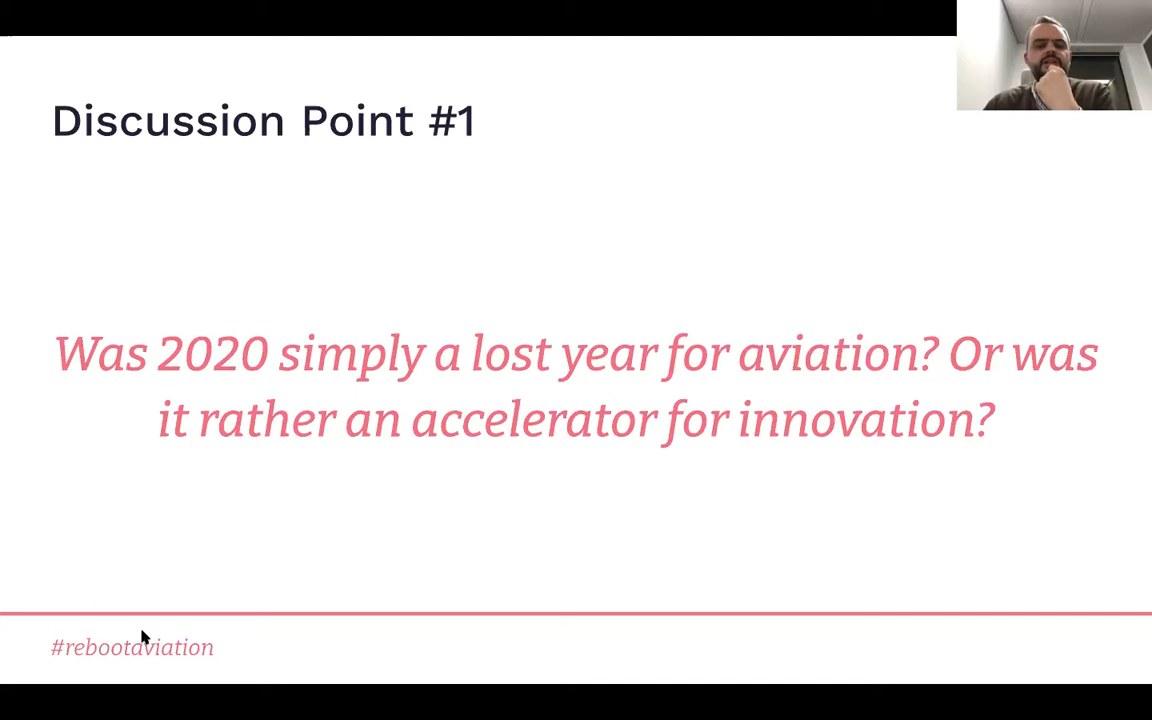 Discussion Point #1
Was 2020 simply a lost year for aviation? Or was
it rather an accelerator for innovation?
#rebootaviation